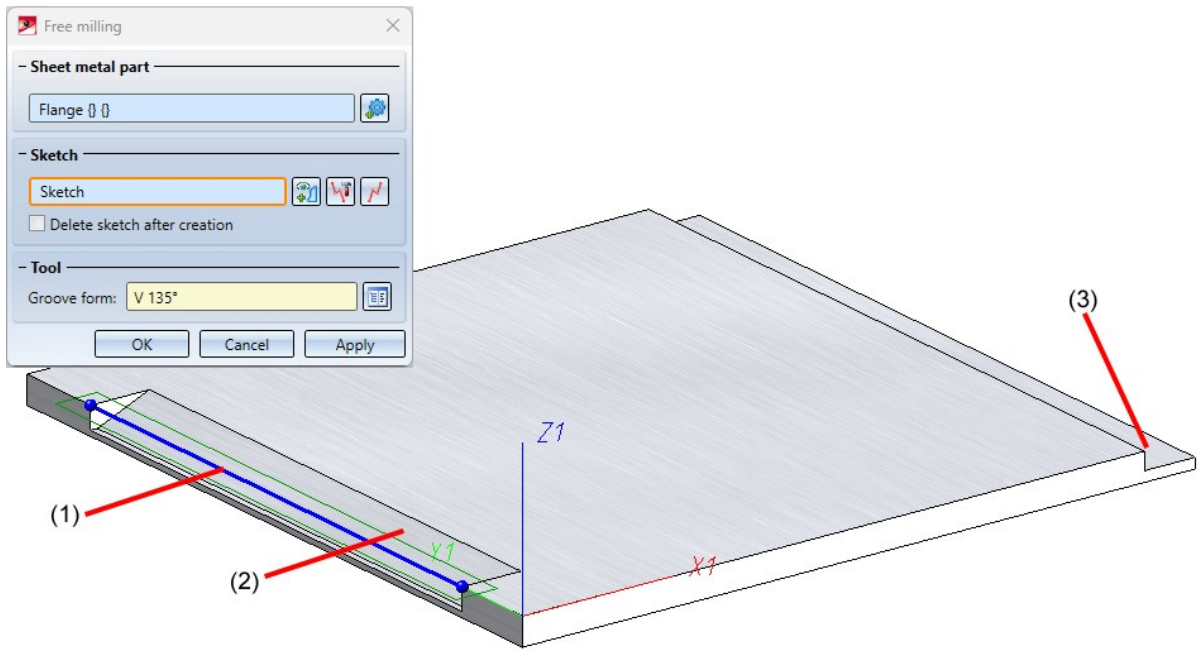 Free milling
Sheet metal part
Flange {} {}
Sketch
Sketch
Delete sketch after creation
Tool
Groove form: V 135°
OK Cancel Apply
(3)
Z1
(1)
Y1
X1
(2)